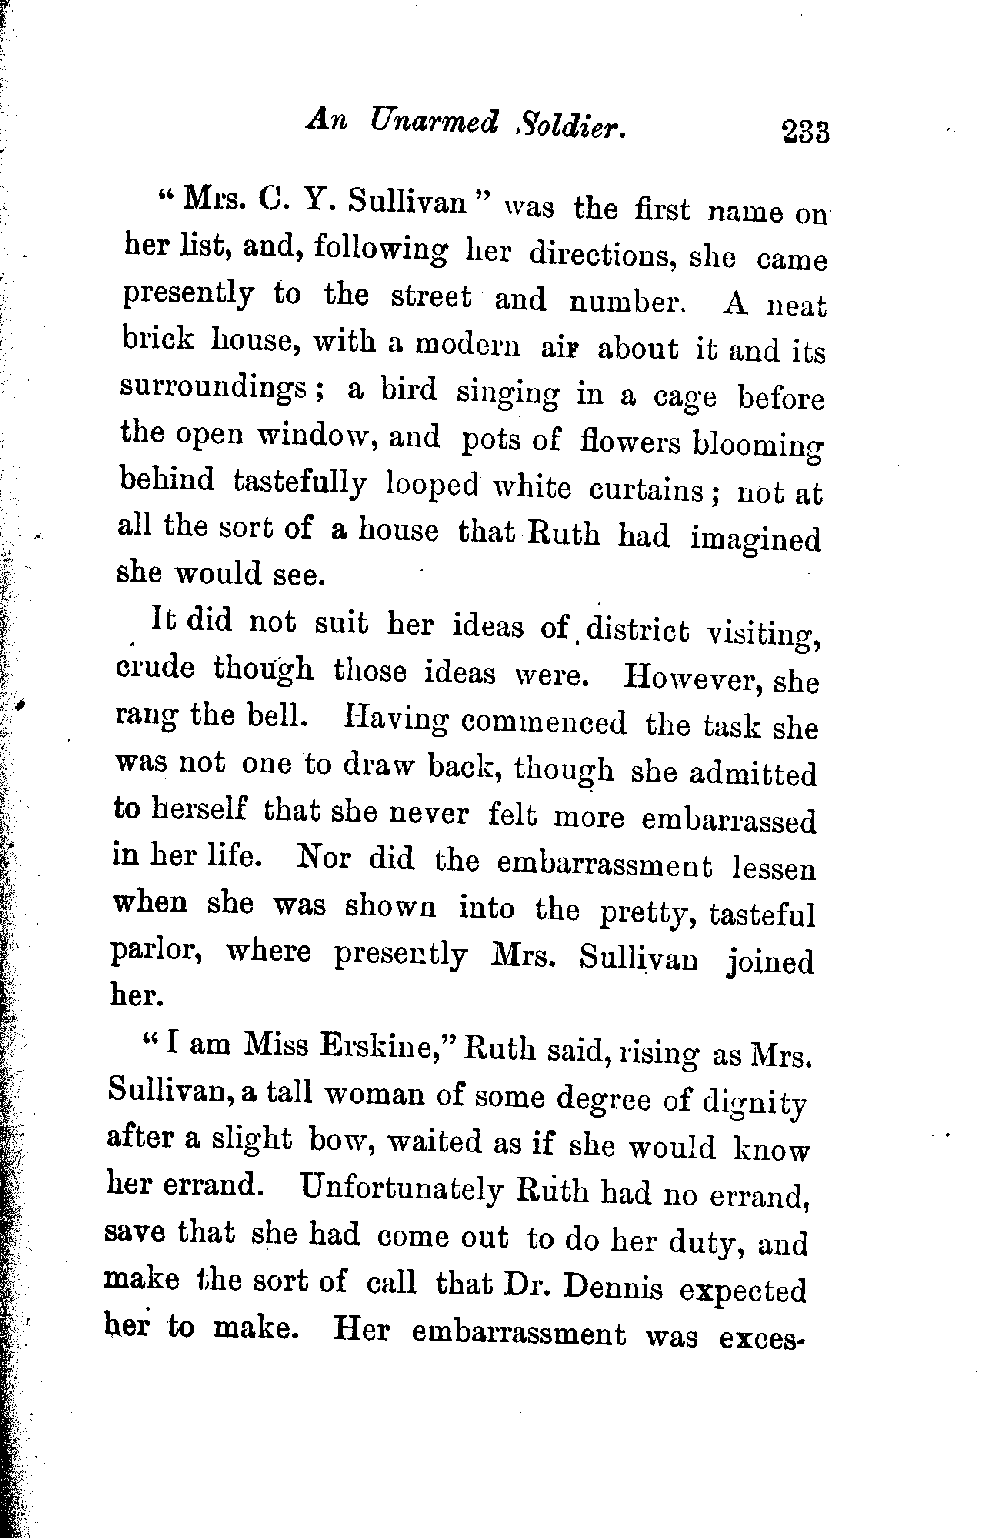 An Unarmed Soldier. 233
“ Mrs. C. Y. Sullivan ” was the first name on
her list, and, following her directions, she came
presently to the street and number. A neat
brick house, with a modern air about it and its
surroundings ; a bird singing in a cage before
the open window, and pots of flowers blooming
behind tastefully looped white curtains ; not at
all the sort of a house that Ruth had imagined
she would see.
It did not suit her ideas of district visiting,
crude though those ideas were. However, she
rang the bell. Having commenced the task she
was not one to draw back, though she admitted
to herself that she never felt more embarrassed
in her life. Nor did the embarrassment lessen
when she was shown into the pretty, tasteful
parlor, where presently Mrs. Sullivan joined
her.
“ I am Miss Erskine,” Ruth said, rising as Mrs.
Sullivan, a tall woman of some degree of dignity
after a slight bow, waited as if she would know
her errand. Unfortunately Ruth had no errand,
save that she had come out to do her duty, and
make the sort of call that Dr. Dennis expected
her to make. Her embarrassment was exces-